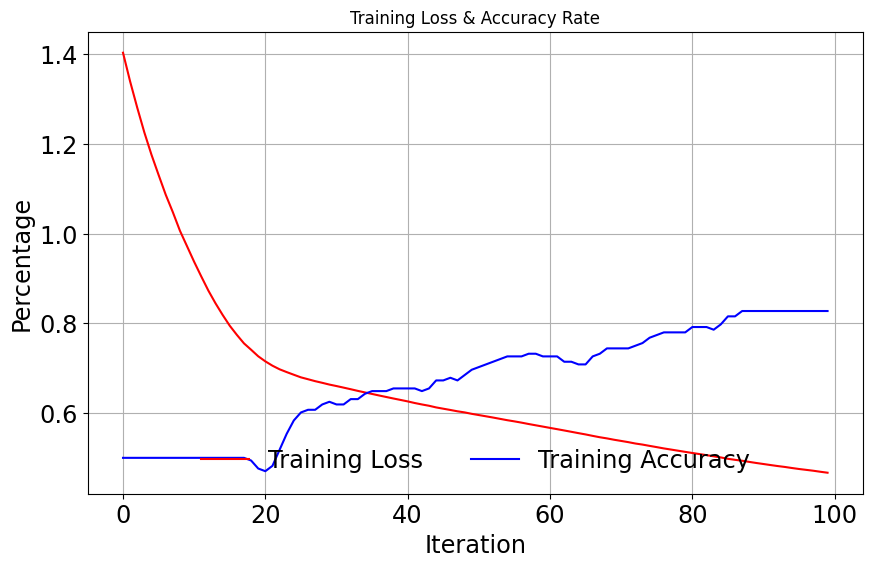 Training Loss & Accuracy Rate
1.4
1.2
1.0
0.8
0.6
Percentage
Training Loss Training Accuracy
0 20 40 60 80 100
Iteration